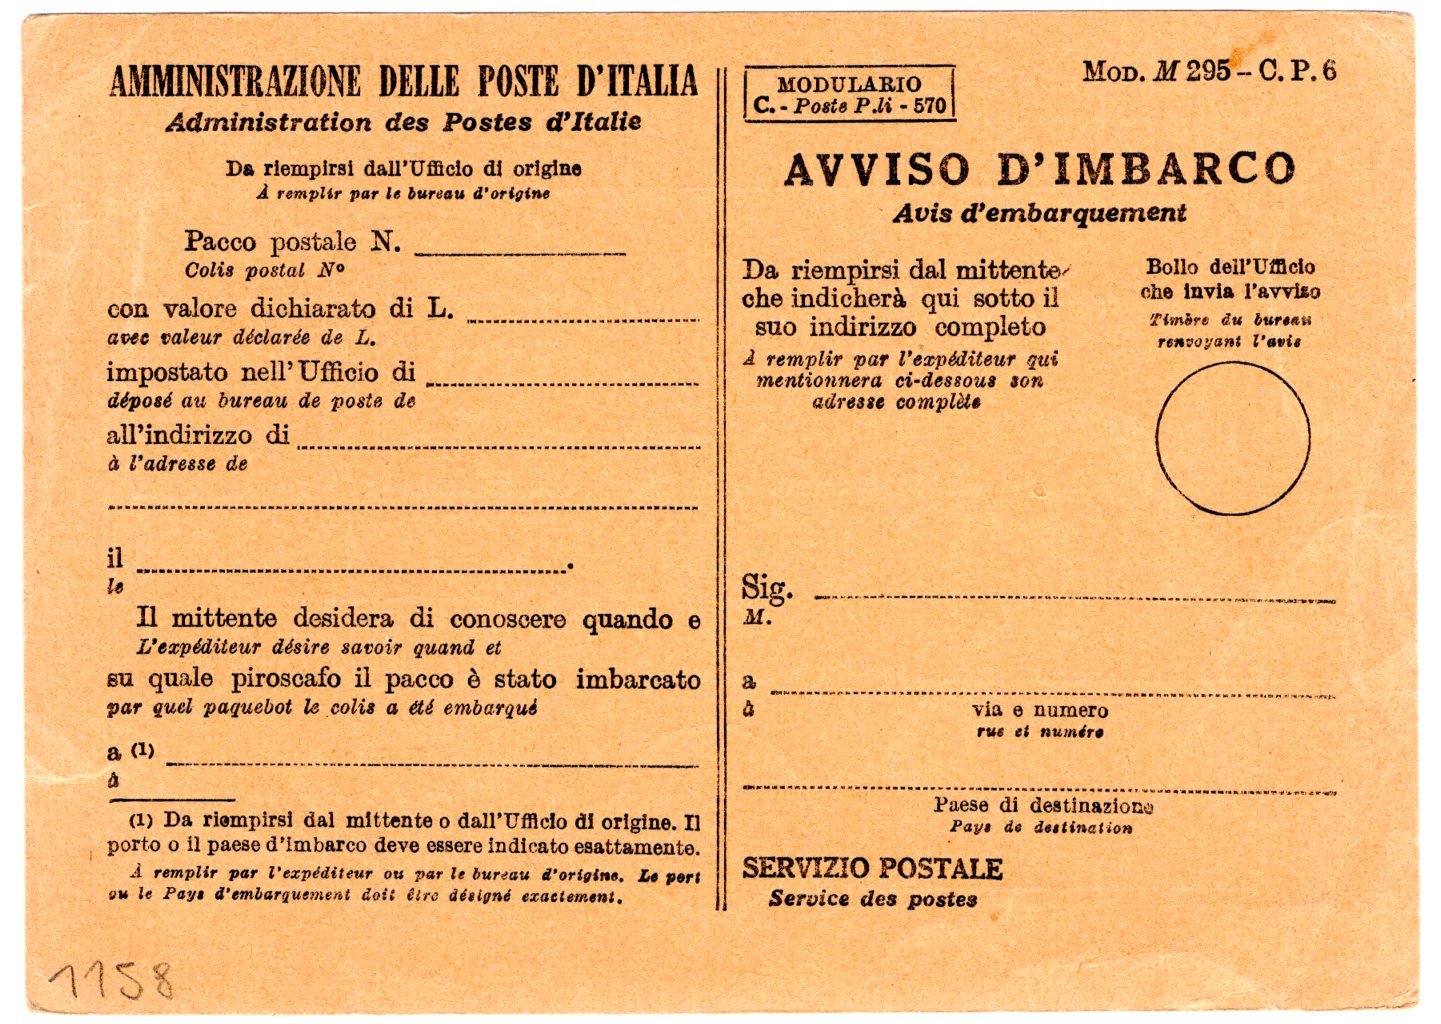 AMMINISTRAZIONE DELLE POSTE D'ITALIA
Administration des Postes d'Italie
Da riempirsi dall'Ufficio di origine
À remplir par le bureau d'origine
Pacco postale N.
Colis postal Nº
con valore dichiarato di L.
avec valeur déclarée de L.
impostato nell'Ufficio di
déposé au bureau de poste de
all'indirizzo di
à l'adresse de
il .
le
Il mittente desidera di conoscere quando e
L'expéditeur désire savoir quand et
su quale piroscafo il pacco è stato imbarcato
par quel paquebot le colis a été embarqué
a (1)
à
(1) Da riempirsi dal mittente o dall'Ufficio di origine. Il
porto o il paese d'imbarco deve essere indicato esattamente.
À remplir par l'expéditeur ou par le bureau d'origine. Le port
ou le Pays d'embarquement doit être désigné exactement.
1158
MODULARIO
C. - Poste P.li - 570
MOD. M 295 - C. P. 6
AVVISO D'IMBARCO
Avis d'embarquement
Da riempirsi dal mittente
che indicherà qui sotto il
suo indirizzo completo
À remplir par l'expéditeur qui
mentionnera ci-dessous son
adresse complète
Bollo dell'Ufficio
che invia l'avviso
Timbre du bureau
renvoyant l'avis
Sig.
M.
a
à
via e numero
rue et numéro
Paese di destinazione
Pays de destination
SERVIZIO POSTALE
Service des postes